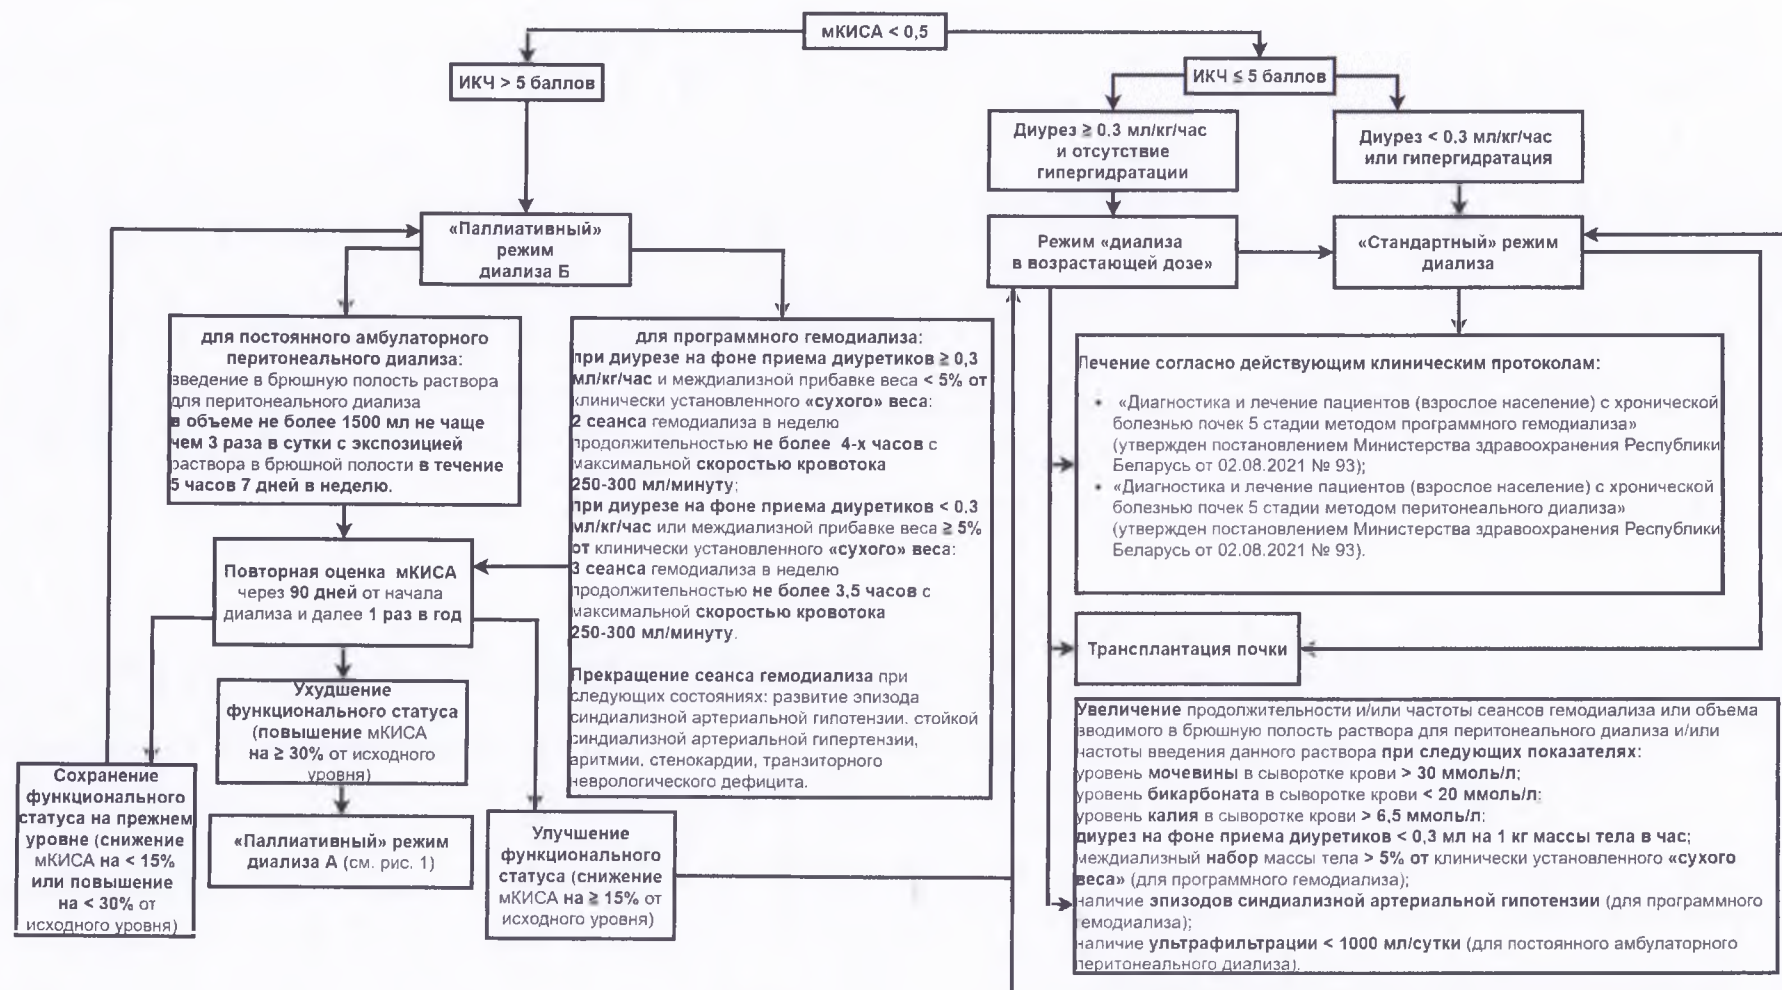 мКИСА < 0,5
ИКЧ > 5 баллов
ИКЧ ≤ 5 баллов
Диурез ≥ 0,3 мл/кг/час
и отсутствие
гипергидратации
Диурез < 0,3 мл/кг/час
или гипергидратация
«Паллиативный»
режим
диализа Б
Режим «диализа
в возрастающей дозе»
«Стандартный» режим
диализа
для постоянного амбулаторного
перитонеального диализа:
введение в брюшную полость раствора
для перитонеального диализа
в объеме не более 1500 мл не чаще
чем 3 раза в сутки с экспозицией
раствора в брюшной полости в течение
5 часов 7 дней в неделю.
для программного гемодиализа:
при диурезе на фоне приема диуретиков ≥ 0,3
мл/кг/час и междиализной прибавке веса < 5% от
клинически установленного «сухого» веса:
2 сеанса гемодиализа в неделю
продолжительностью не более 4-х часов с
максимальной скоростью кровотока
250-300 мл/минуту;
при диурезе на фоне приема диуретиков < 0,3
мл/кг/час или междиализной прибавке веса ≥ 5%
от клинически установленного «сухого» веса:
3 сеанса гемодиализа в неделю
продолжительностью не более 3,5 часов с
максимальной скоростью кровотока
250-300 мл/минуту.
Прекращение сеанса гемодиализа при
следующих состояниях: развитие эпизода
синдиализной артериальной гипотензии. стойкой
синдиализной артериальной гипертензии,
аритмии, стенокардии, транзиторного
неврологического дефицита.
Повторная оценка мКИСА
через 90 дней от начала
диализа и далее 1 раз в год
Ухудшение
функционального статуса
(повышение мКИСА
на ≥ 30% от исходного
уровня)
Сохранение
функционального
статуса на прежнем
уровне (снижение
мКИСА на < 15%
или повышение
на < 30% от
исходного уровня)
«Паллиативный» режим
диализа А (см. рис. 1)
Улучшение
функционального
статуса (снижение
мКИСА на ≥ 15% от
исходного уровня)
Лечение согласно действующим клиническим протоколам:
• «Диагностика и лечение пациентов (взрослое население) с хронической
болезнью почек 5 стадии методом программного гемодиализа»
(утвержден постановлением Министерства здравоохранения Республики
Беларусь от 02.08.2021 № 93);
• «Диагностика и лечение пациентов (взрослое население) с хронической
болезнью почек 5 стадии методом перитонеального диализа»
(утвержден постановлением Министерства здравоохранения Республики
Беларусь от 02.08.2021 № 93).
Трансплантация почки
Увеличение продолжительности и/или частоты сеансов гемодиализа или объема
вводимого в брюшную полость раствора для перитонеального диализа и/или
частоты введения данного раствора при следующих показателях:
уровень мочевины в сыворотке крови > 30 ммоль/л;
уровень бикарбоната в сыворотке крови < 20 ммоль/л;
уровень калия в сыворотке крови > 6,5 ммоль/л;
диурез на фоне приема диуретиков < 0,3 мл на 1 кг массы тела в час;
междиализный набор массы тела > 5% от клинически установленного «сухого
веса» (для программного гемодиализа);
наличие эпизодов синдиализной артериальной гипотензии (для программного
гемодиализа);
наличие ультрафильтрации < 1000 мл/сутки (для постоянного амбулаторного
перитонеального диализа).